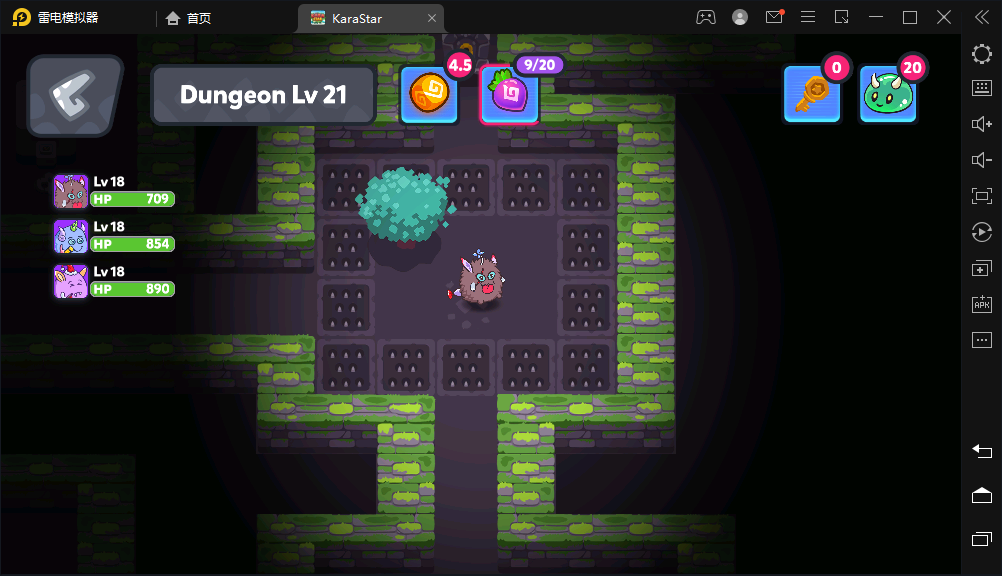 雷电模拟器
首页
KaraStar
Dungeon Lv 21
4.5
9/20
0
20
Lv 18
HP 709
Lv 18
HP 854
Lv 18
HP 890
APK